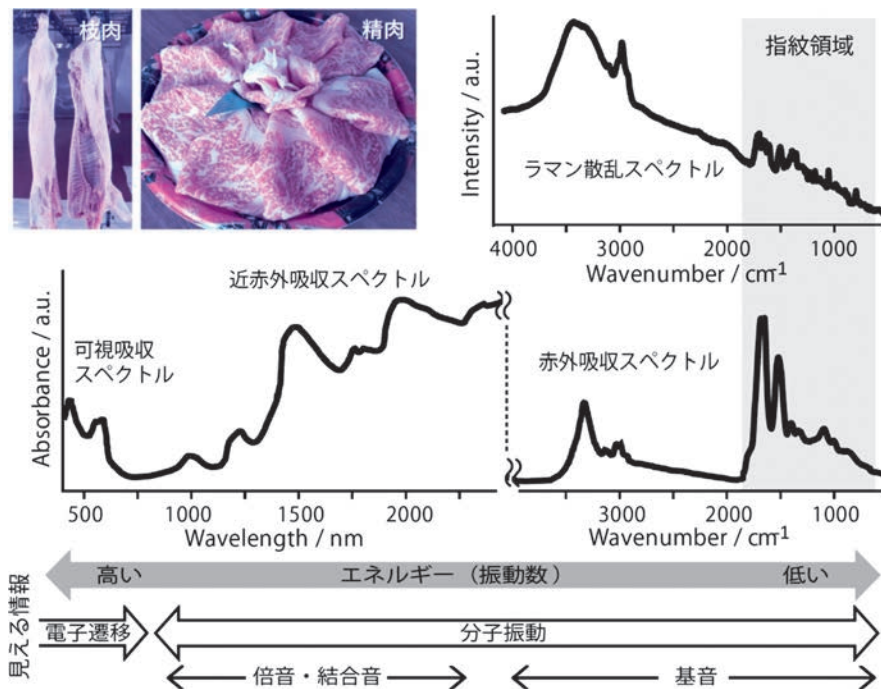 枝肉
精肉
Intensity / a.u.
指紋領域
ラマン散乱スペクトル
4000 3000 2000 1000
Wavenumber / cm¹
Absorbance / a.u.
近赤外吸収スペクトル
可視吸収
スペクトル
赤外吸収スペクトル
500 1000 1500 2000
Wavelength / nm
3000 2000 1000
Wavenumber / cm¹
見える情報
高い エネルギー（振動数） 低い
電子遷移 分子振動
倍音・結合音 基音